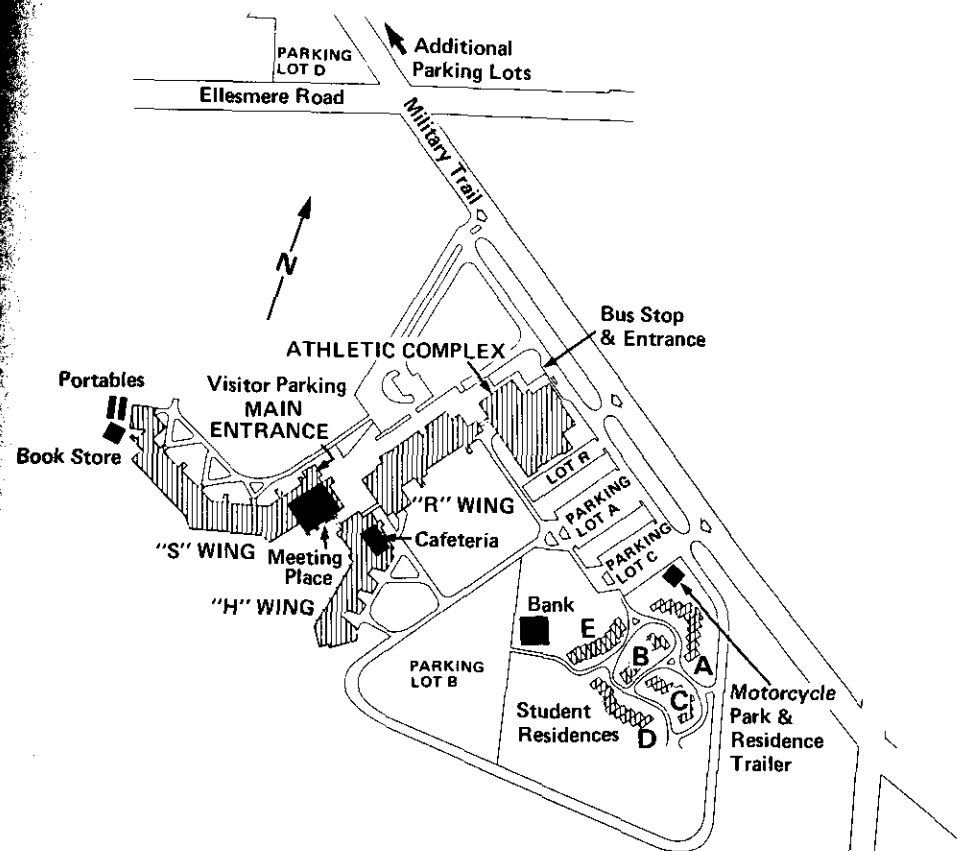 Additional
Parking Lots
PARKING
LOT D
Ellesmere Road
Military Trail
N
Bus Stop
& Entrance
ATHLETIC COMPLEX
Portables
Visitor Parking
MAIN
ENTRANCE
Book Store
LOT R
"R" WING
PARKING
LOT A
Cafeteria
"S" WING
Meeting
Place
PARKING
LOT C
"H" WING
Bank
E
B
A
PARKING
LOT B
C
Motorcycle
Park &
Residence
Trailer
Student
Residences
D